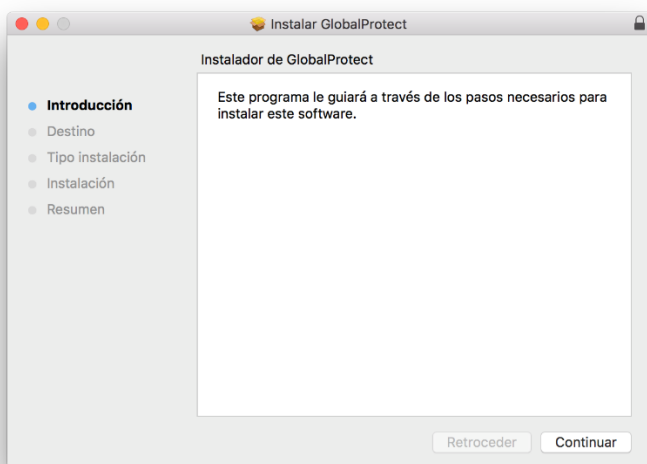 Instalar GlobalProtect
Instalador de GlobalProtect
Introducción
Destino
Tipo instalación
Instalación
Resumen
Este programa le guiará a través de los pasos necesarios para
instalar este software.
Retroceder
Continuar